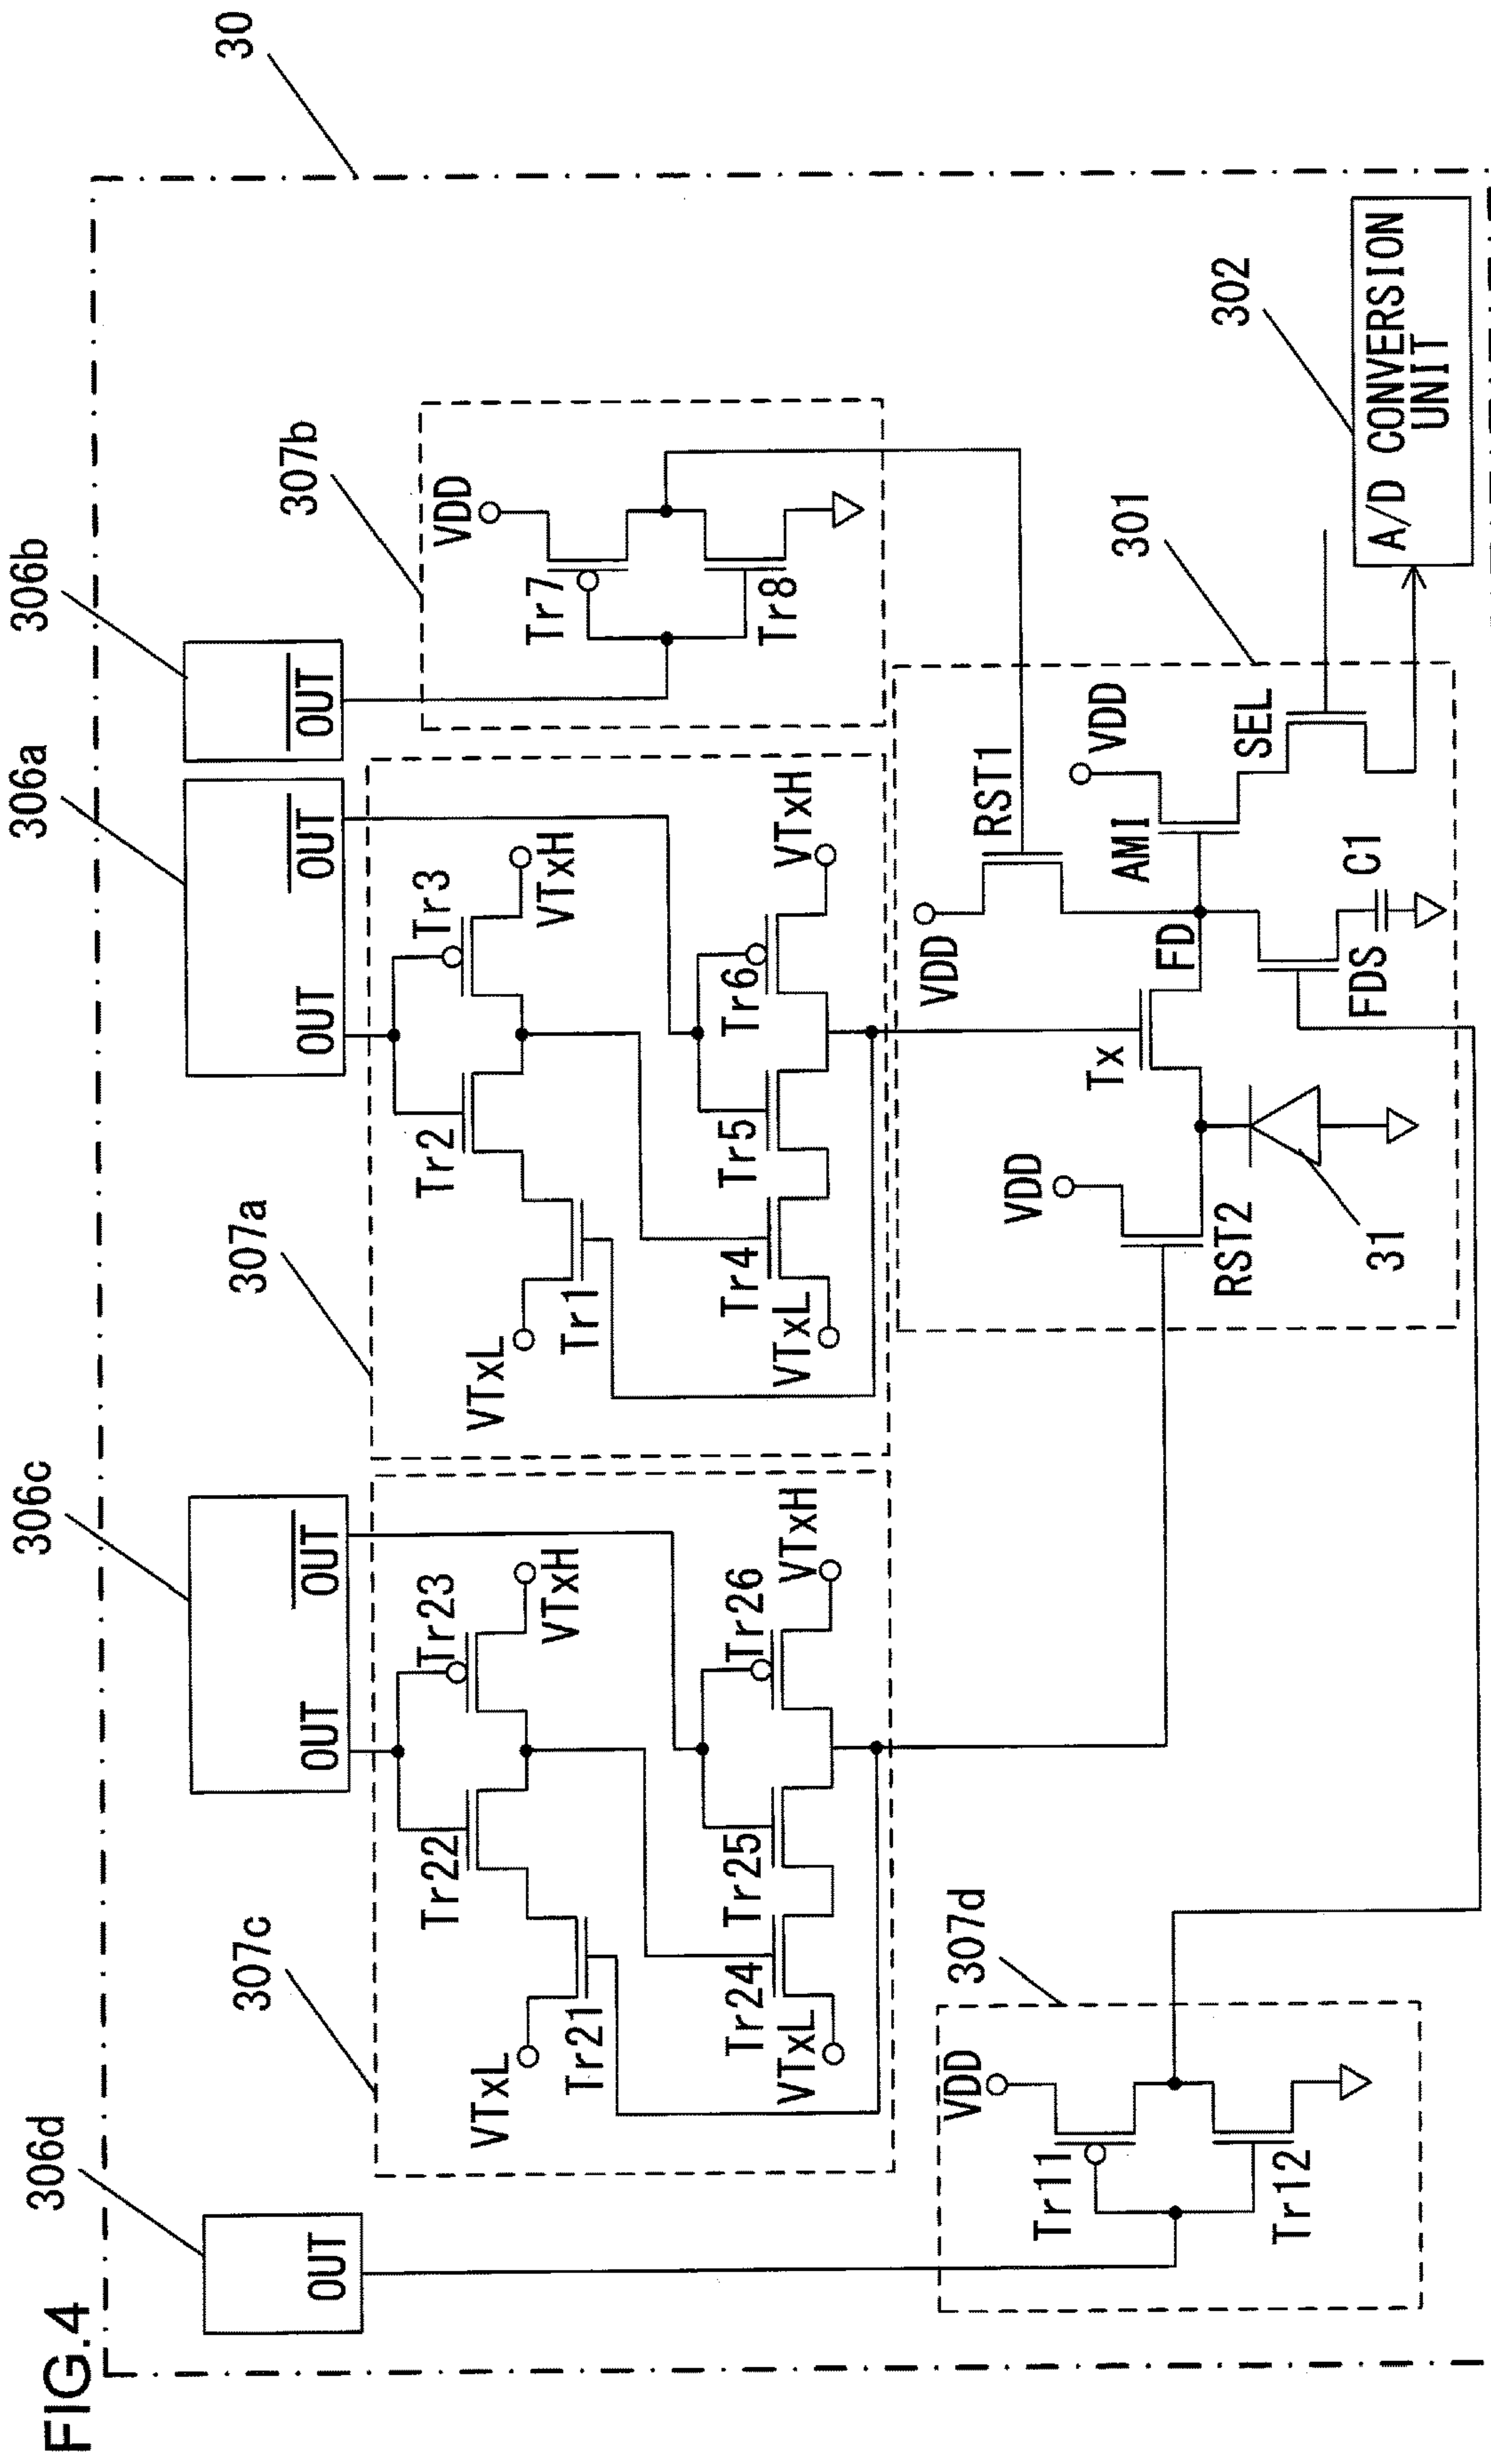 FIG.4
30
306d
306c
306a
306b
OUT
OUT
OUT
OUT
OUT
OUT
307c
307a
307b
Tr22
Tr23
VTxL
VTxH
Tr21
Tr25
Tr26
Tr24
VTxL
VTxH
Tr2
Tr3
VTxL
VTxH
Tr1
Tr5
Tr6
Tr4
VTxL
VTxH
VDD
Tr7
Tr8
307d
VDD
Tr11
Tr12
301
302
VDD
RST1
VDD
RST2
31
Tx
FD
AMI
VDD
SEL
FDS
C1
A/D CONVERSION
UNIT